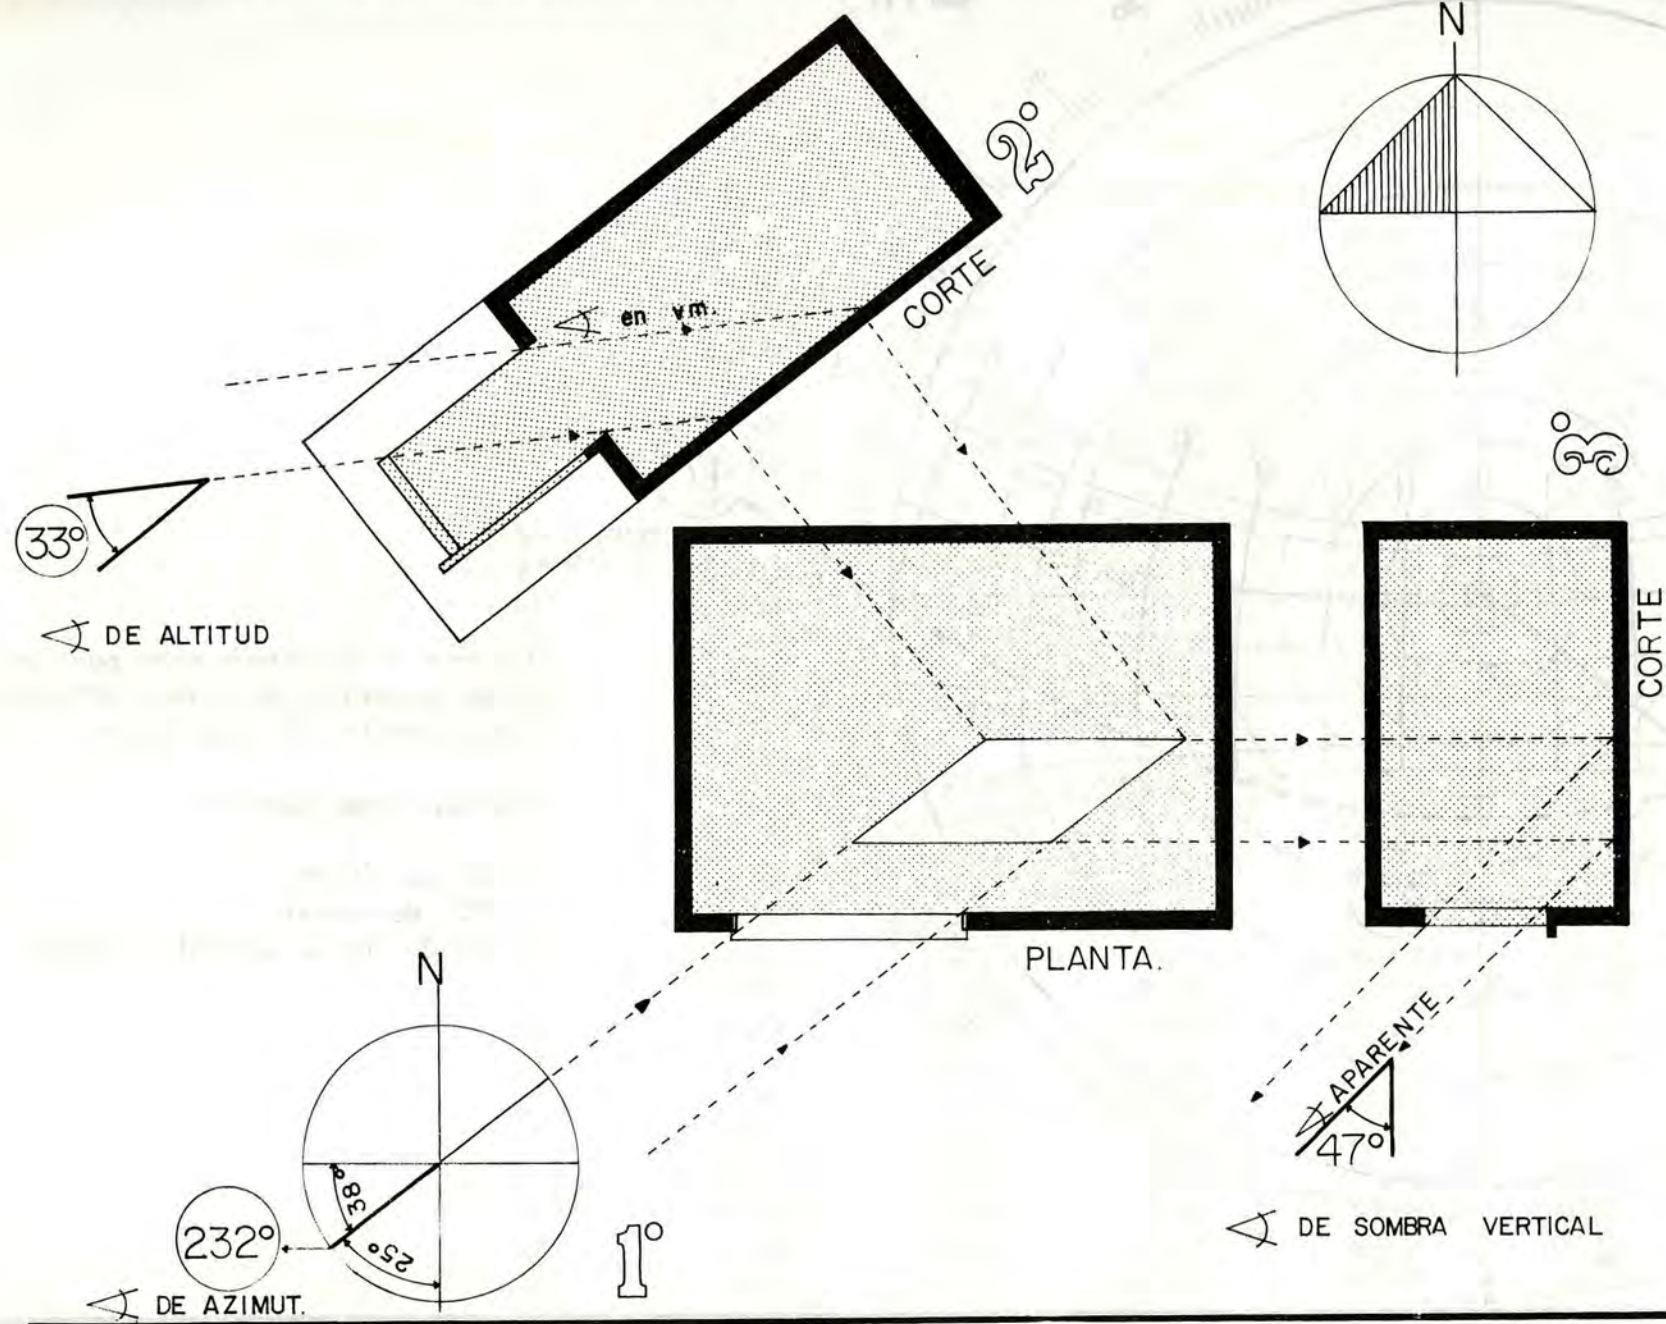 N
2°
CORTE
en v.m.
3°
33°
DE ALTITUD
CORTE
PLANTA.
N
APARENTE
47°
38°
25°
232°
1°
DE SOMBRA VERTICAL
DE AZIMUT.